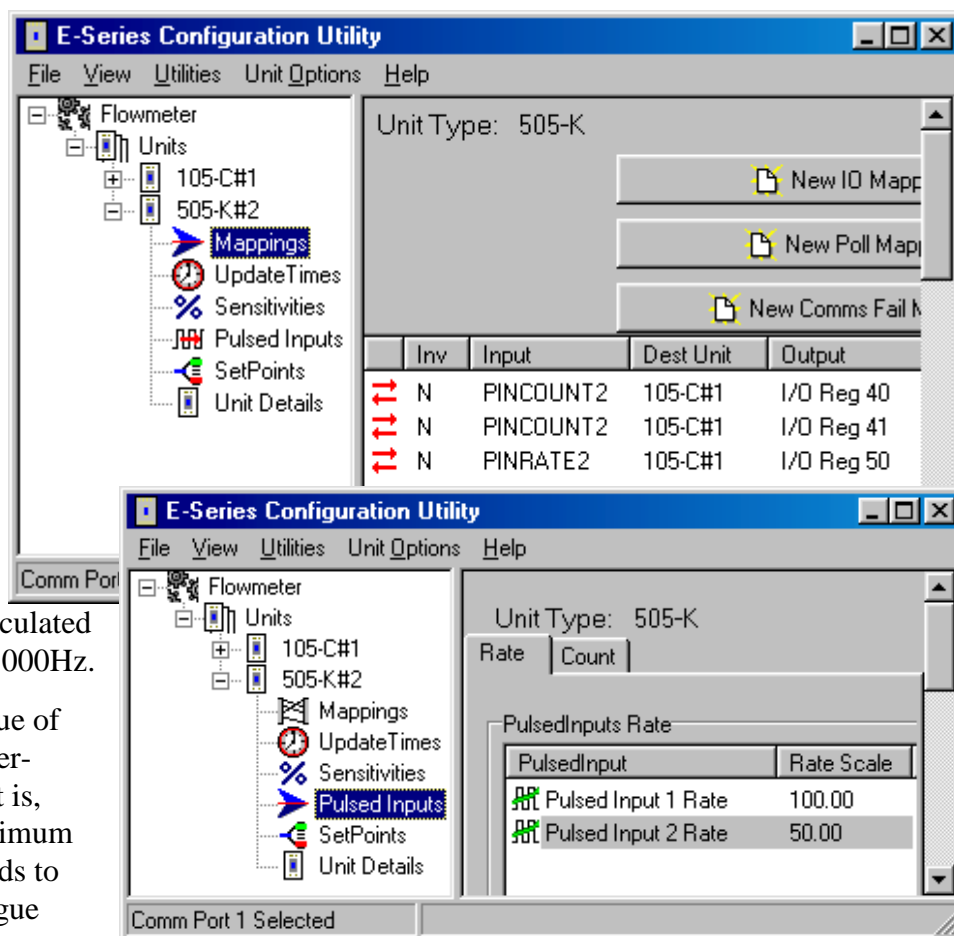 E-Series Configuration Utility
File View Utilities Unit Options Help
Flowmeter
Units
105-C#1
505-K#2
Mappings
UpdateTimes
Sensitivities
Pulsed Inputs
SetPoints
Unit Details
Unit Type: 505-K
New IO Mapp
New Poll Mapp
New Comms Fail M
Inv Input Dest Unit Output
N PINCOUNT2 105-C#1 I/O Reg 40
N PINCOUNT2 105-C#1 I/O Reg 41
N PINRATE2 105-C#1 I/O Reg 50
Comm Port
E-Series Configuration Utility
File View Utilities Unit Options Help
Flowmeter
Units
105-C#1
505-K#2
Mappings
UpdateTimes
Sensitivities
Pulsed Inputs
SetPoints
Unit Details
Unit Type: 505-K
Rate Count
PulsedInputs Rate
PulsedInput Rate Scale
Pulsed Input 1 Rate 100.00
Pulsed Input 2 Rate 50.00
Comm Port 1 Selected
culated
000Hz.
ue of
er-
t is,
imum
ds to
gue